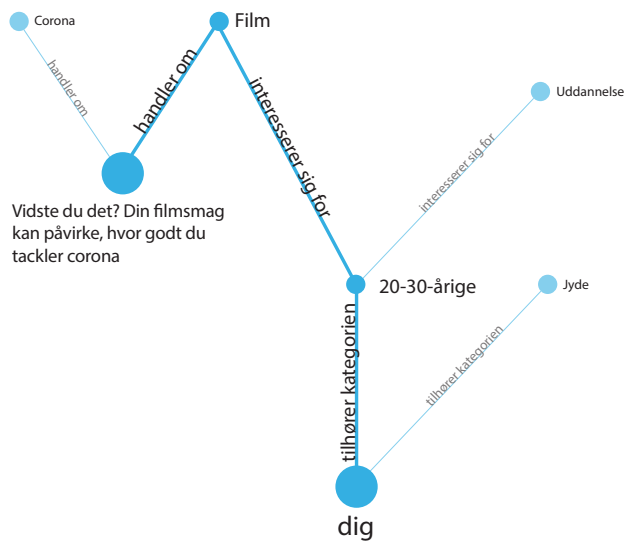 Corona
Film
handler om
handler om
interesserer sig for
Uddannelse
interesserer sig for
Vidste du det? Din filmsmag
kan påvirke, hvor godt du
tackler corona
20-30-årige
Jyde
tilhører kategorien
tilhører kategorien
dig